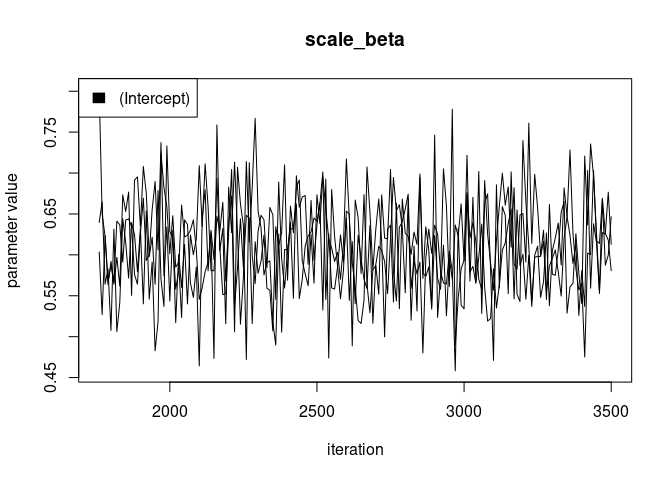 scale_beta
(Intercept)
parameter value
0.75
0.65
0.55
0.45
2000 2500 3000 3500
iteration